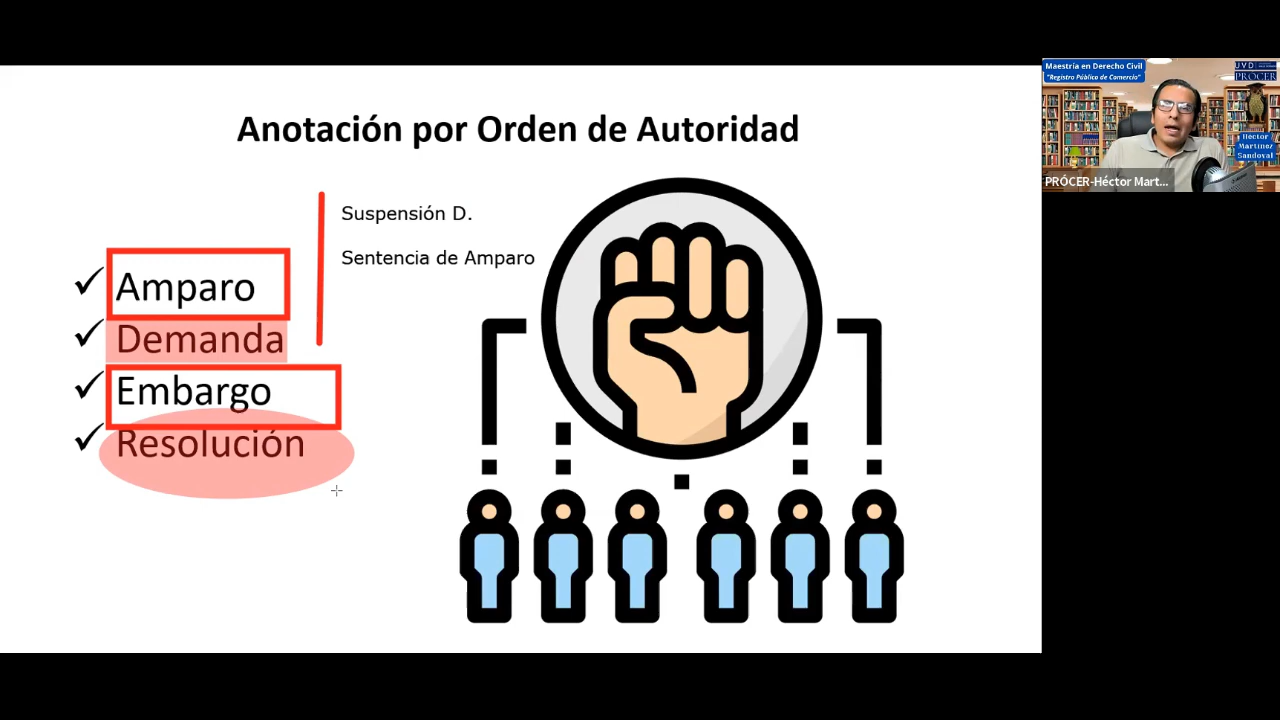 Anotación por Orden de Autoridad
Suspensión D.
Sentencia de Amparo
✓ Amparo
✓ Demanda
✓ Embargo
✓ Resolución
Maestría en Derecho Civil
"Registro Público de Comercio"
UVD
PRÓCER
Héctor
Martínez
Sandoval
PRÓCER-Héctor Mart...